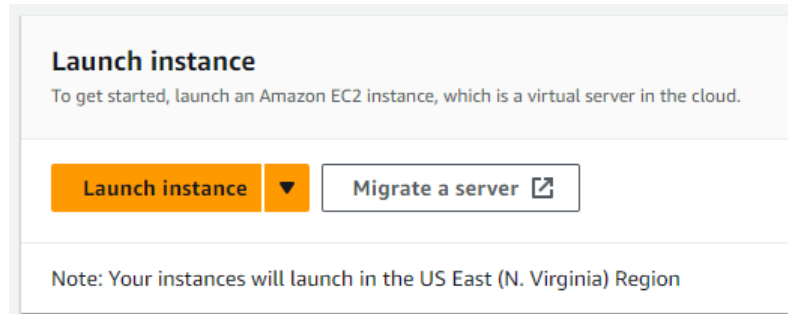 Launch instance
To get started, launch an Amazon EC2 instance, which is a virtual server in the cloud.
Launch instance
Migrate a server
Note: Your instances will launch in the US East (N. Virginia) Region